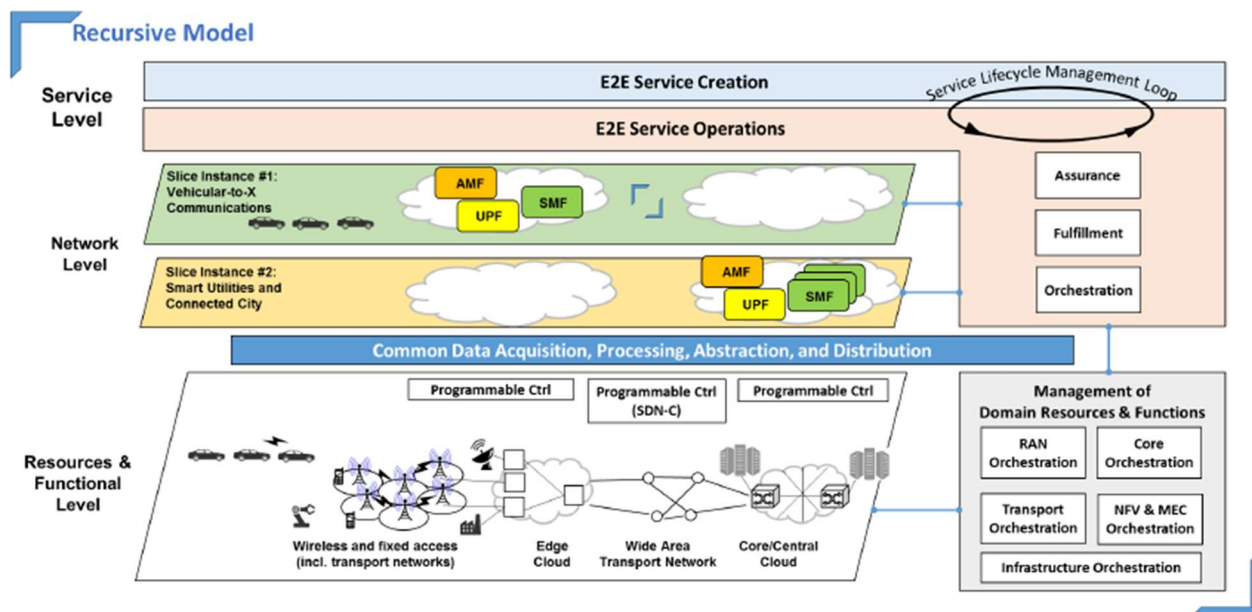 Recursive Model
Service
Level
E2E Service Creation
Service Lifecycle Management Loop
E2E Service Operations
Network
Level
Slice Instance #1:
Vehicular-to-X
Communications
AMF
SMF
UPF
Slice Instance #2:
Smart Utilities and
Connected City
AMF
SMF
UPF
Assurance
Fulfillment
Orchestration
Common Data Acquisition, Processing, Abstraction, and Distribution
Resources &
Functional
Level
Programmable Ctrl
Programmable Ctrl
(SDN-C)
Programmable Ctrl
Wireless and fixed access
(incl. transport networks)
Edge
Cloud
Wide Area
Transport Network
Core/Central
Cloud
Management of
Domain Resources & Functions
RAN
Orchestration
Core
Orchestration
Transport
Orchestration
NFV & MEC
Orchestration
Infrastructure Orchestration